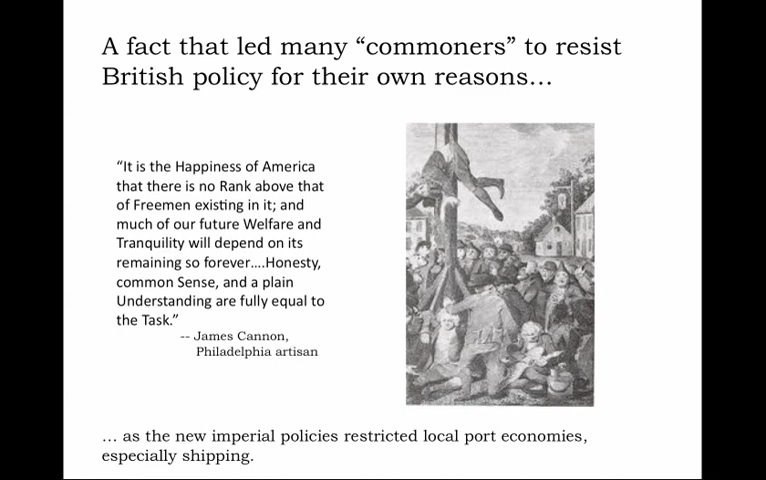 A fact that led many “commoners” to resist
British policy for their own reasons…
“It is the Happiness of America
that there is no Rank above that
of Freemen existing in it; and
much of our future Welfare and
Tranquility will depend on its
remaining so forever….Honesty,
common Sense, and a plain
Understanding are fully equal to
the Task.”
-- James Cannon,
Philadelphia artisan
… as the new imperial policies restricted local port economies,
especially shipping.